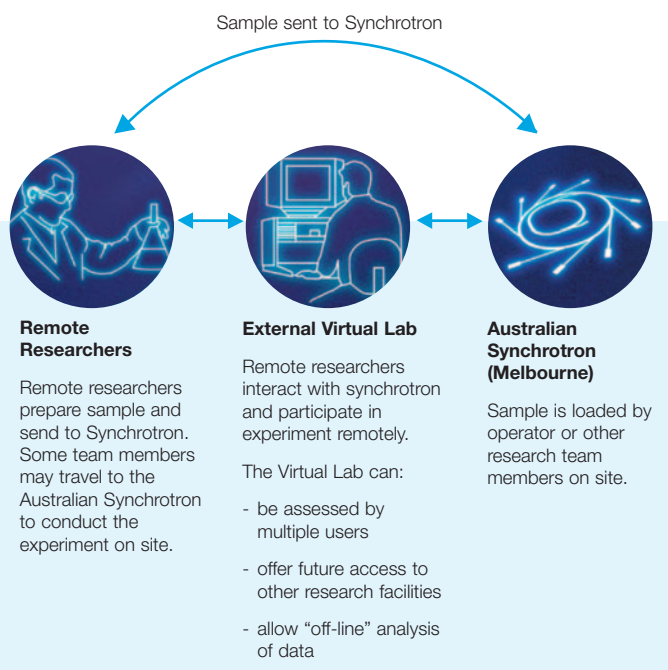 Sample sent to Synchrotron
Remote
Researchers
Remote researchers
prepare sample and
send to Synchrotron.
Some team members
may travel to the
Australian Synchrotron
to conduct the
experiment on site.
External Virtual Lab
Remote researchers
interact with synchrotron
and participate in
experiment remotely.
The Virtual Lab can:
- be assessed by
multiple users
- offer future access to
other research facilities
- allow “off-line” analysis
of data
Australian
Synchrotron
(Melbourne)
Sample is loaded by
operator or other
research team
members on site.